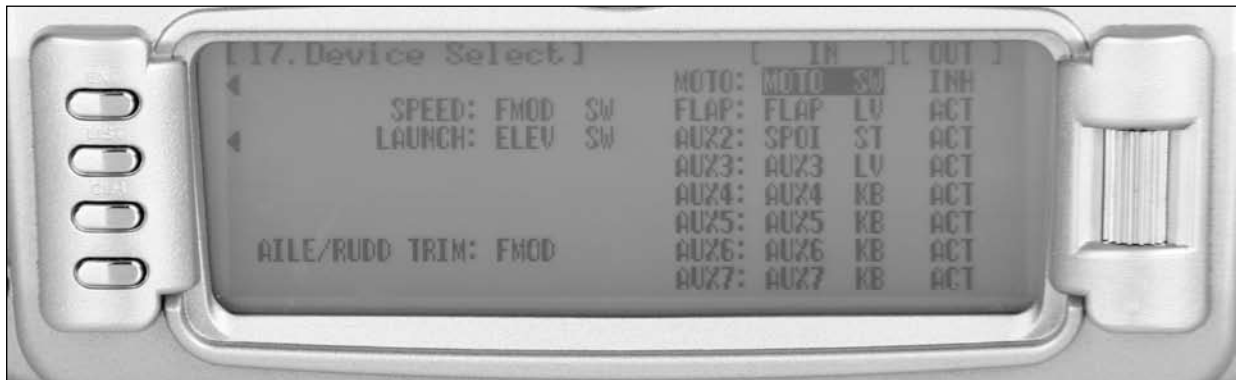 [17.Device Select] [ IN ][ OUT ]
MOTO: MOTO SW INH
SPEED: FMOD SW FLAP: FLAP LV ACT
LAUNCH: ELEV SW AUX2: SPOI ST ACT
AUX3: AUX3 LV ACT
AUX4: AUX4 KB ACT
AUX5: AUX5 KB ACT
AILE/RUDD TRIM: FMOD AUX6: AUX6 KB ACT
AUX7: AUX7 KB ACT